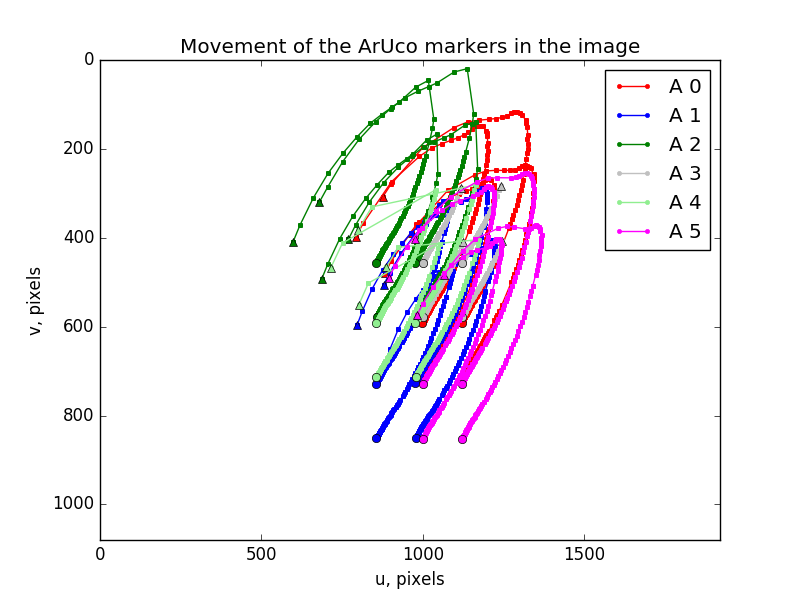 Movement of the ArUco markers in the image
A 0
A 1
A 2
A 3
A 4
A 5
0
200
400
600
800
1000
v, pixels
0
500
1000
1500
u, pixels